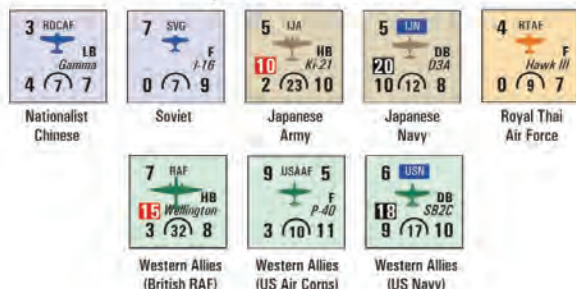 3 RDCAF
LB
Gamma
4 7 7
Nationalist
Chinese
7 SVG
F
I-16
0 7 9
Soviet
5 IJA
HB
10 Ki-21
2 23 10
Japanese
Army
5 IJN
DB
20 D3A
10 12 8
Japanese
Navy
4 RTAF
F
Hawk III
0 9 7
Royal Thai
Air Force
7 RAF
HB
15 Wellington
3 32 8
Western Allies
(British RAF)
9 USAAF 5
F
P-40
3 10 11
Western Allies
(US Air Corps)
6 USN
DB
18 SB2C
9 17 10
Western Allies
(US Navy)